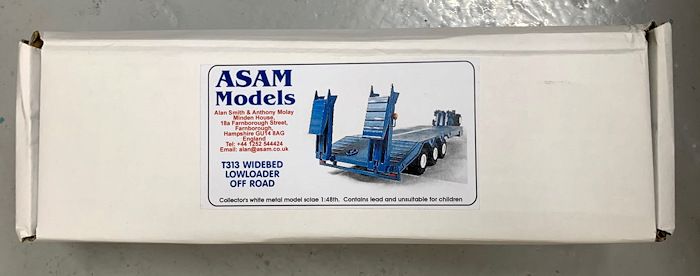 ASAM
Models
Alan Smith & Anthony Molay
Minden House,
18a Farnborough Street,
Farnborough,
Hampshire GU14 8AG
England
Tel: +44 1252 544424
Email: alan@asam.co.uk
T313 WIDEBED
LOWLOADER
OFF ROAD
Collector's white metal model sclae 1:48th. Contains lead and unsuitable for children